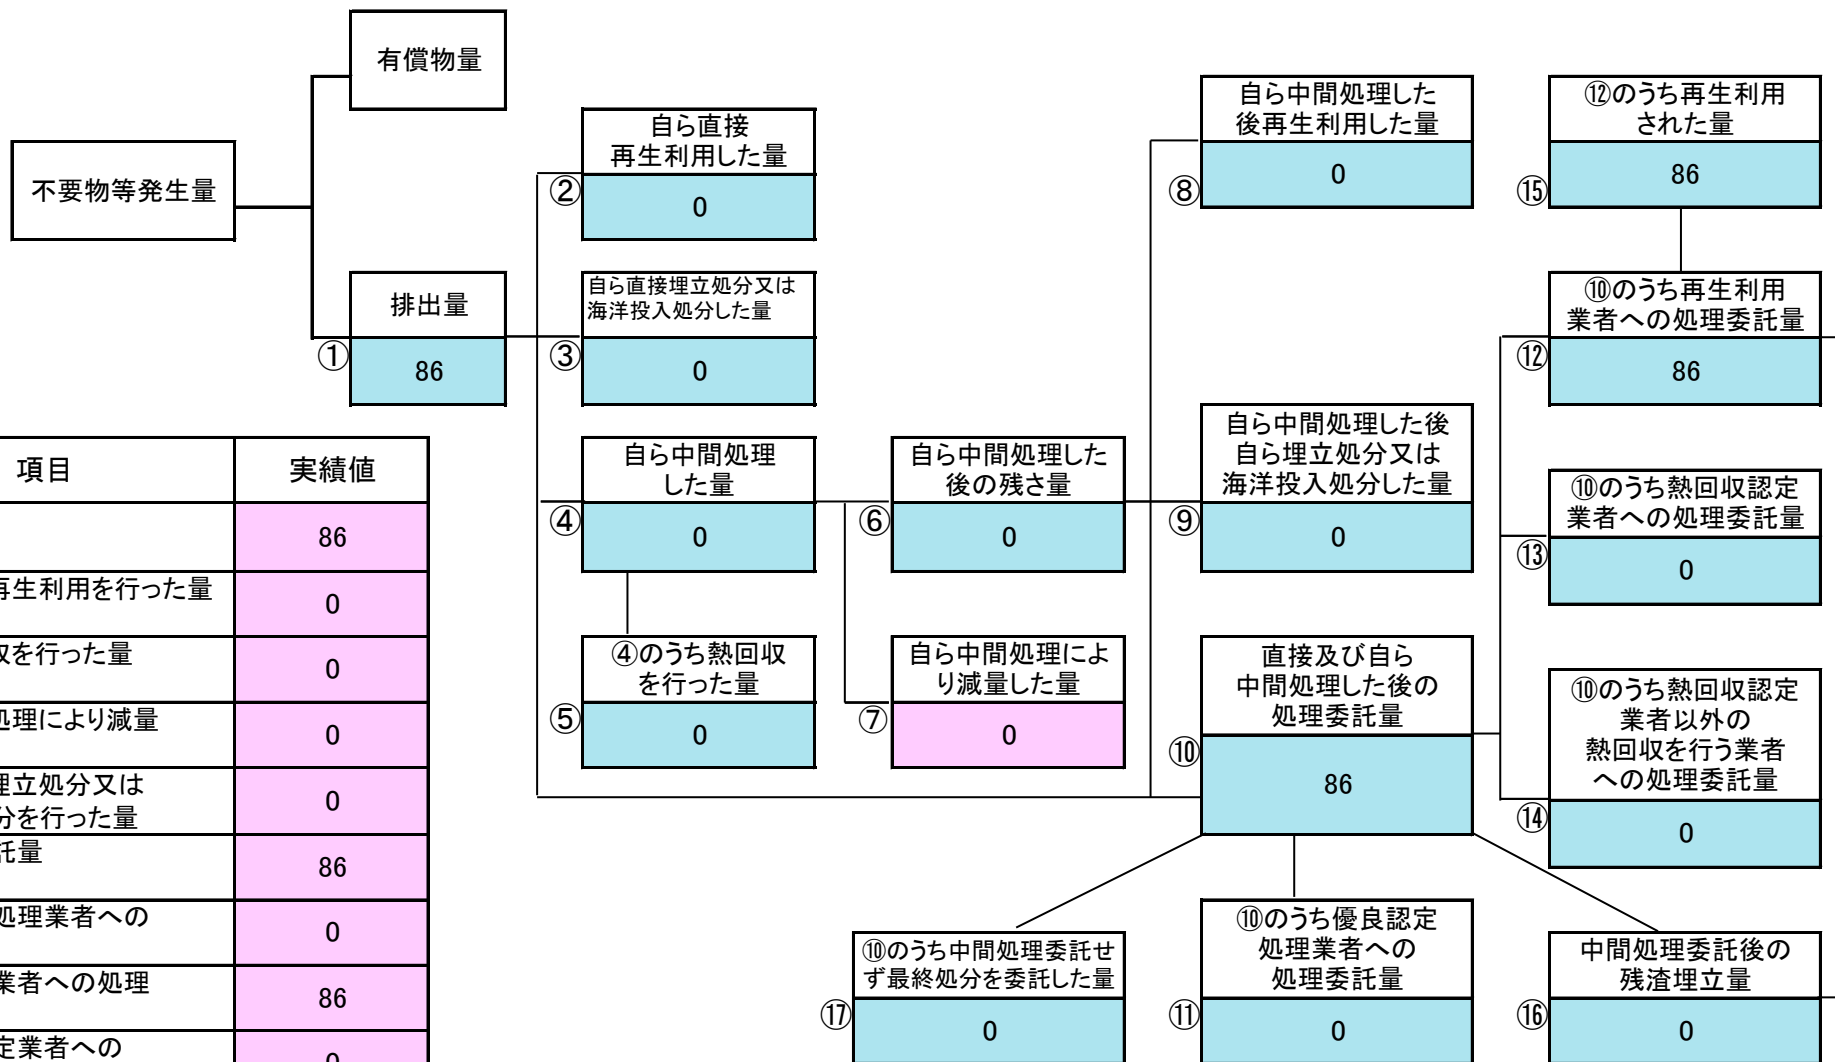 有償物量
不要物等発生量
排出量
①
86
自ら直接
再生利用した量
②
0
自ら直接埋立処分又は
海洋投入処分した量
③
0
自ら中間処理
した量
④
0
④のうち熱回収
を行った量
⑤
0
自ら中間処理した
後の残さ量
⑥
0
自ら中間処理によ
り減量した量
⑦
0
自ら中間処理した
後再生利用した量
⑧
0
自ら中間処理した後
自ら埋立処分又は
海洋投入処分した量
⑨
0
直接及び自ら
中間処理した後の
処理委託量
⑩
86
⑩のうち優良認定
処理業者への
処理委託量
⑪
0
⑩のうち再生利用
業者への処理委託量
⑫
86
⑩のうち熱回収認定
業者への処理委託量
⑬
0
⑩のうち熱回収認定
業者以外の
熱回収を行う業者
への処理委託量
⑭
0
⑫のうち再生利用
された量
⑮
86
中間処理委託後の
残渣埋立量
⑯
0
⑩のうち中間処理委託せ
ず最終処分を委託した量
⑰
0
項目 実績値
86
再生利用を行った量 0
収を行った量 0
処理により減量 0
埋立処分又は
分を行った量 0
託量 86
処理業者への 0
業者への処理 86
定業者への 0